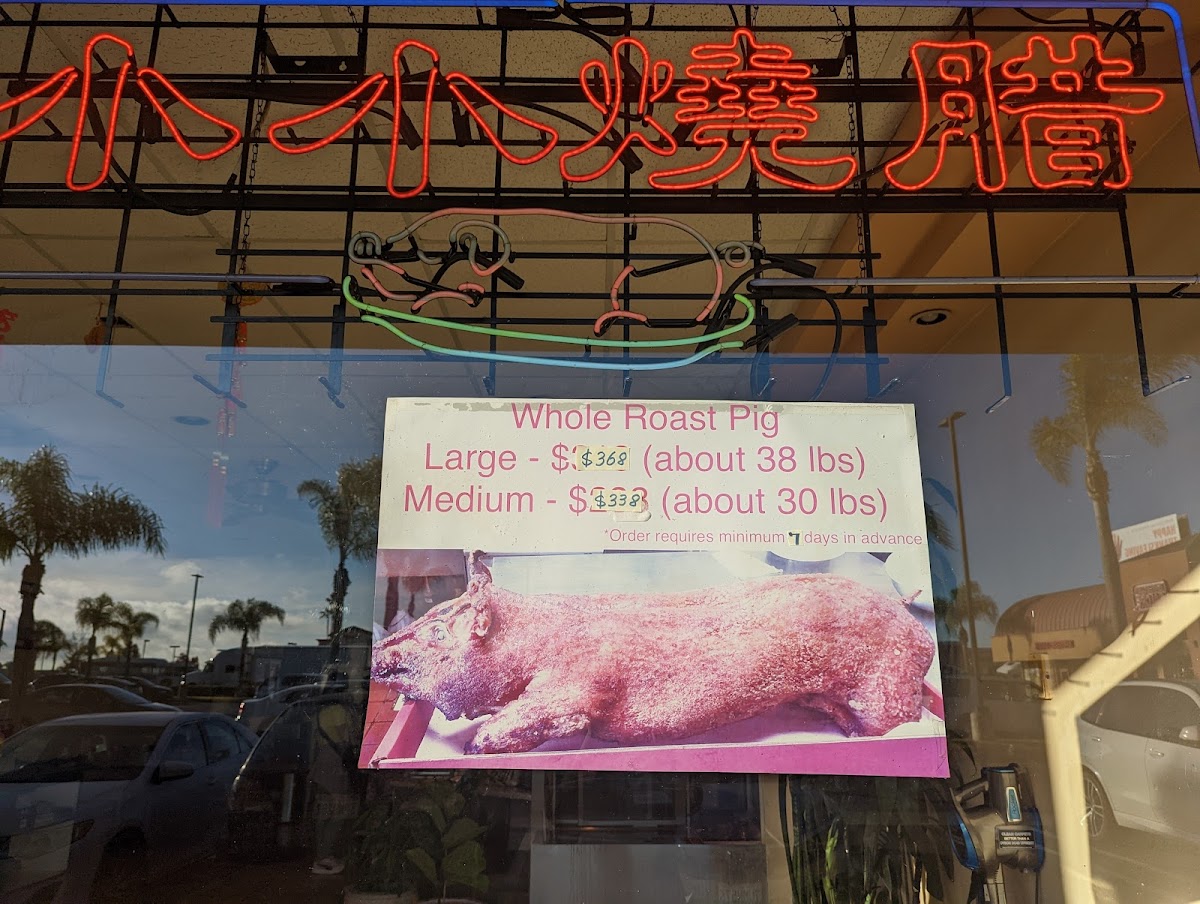 小小燒腊
Whole Roast Pig
Large - $368 (about 38 lbs)
Medium - $338 (about 30 lbs)
*Order requires minimum 7 days in advance